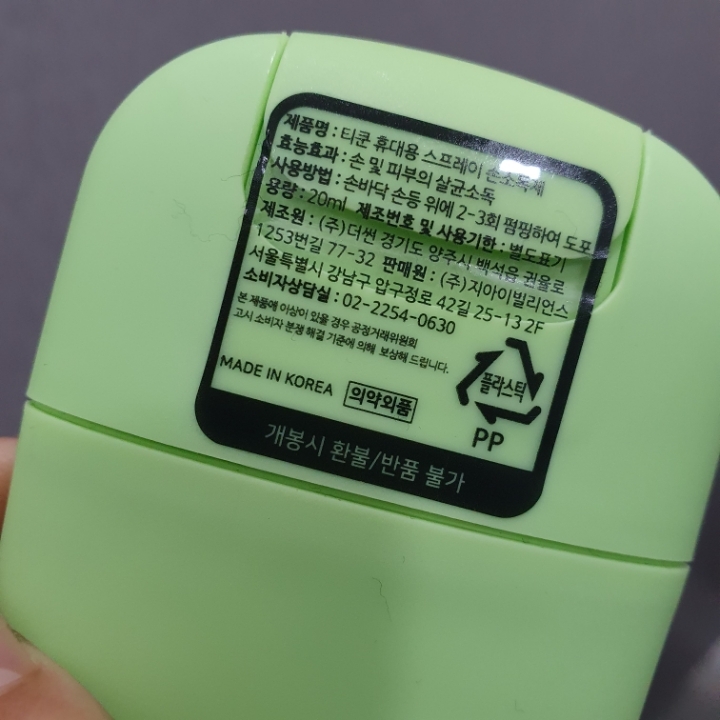 제품명 : 티쿤 휴대용 스프레이 손소독제
효능효과 : 손 및 피부의 살균소독
사용방법 : 손바닥 손등 위에 2-3회 펌핑하여 도포
용량 : 20ml 제조번호 및 사용기한 : 별도표기
제조원 : (주)더썬 경기도 양주시 백석읍 권율로
1253번길 77-32 판매원 : (주)지아이빌리언스
서울특별시 강남구 압구정로 42길 25-13 2F
소비자상담실 : 02-2254-0630
본 제품에 이상이 있을 경우 공정거래위원회
고시 소비자 분쟁 해결 기준에 의해 보상해 드립니다.
MADE IN KOREA 의약외품
플라스틱
PP
개봉시 환불/반품 불가